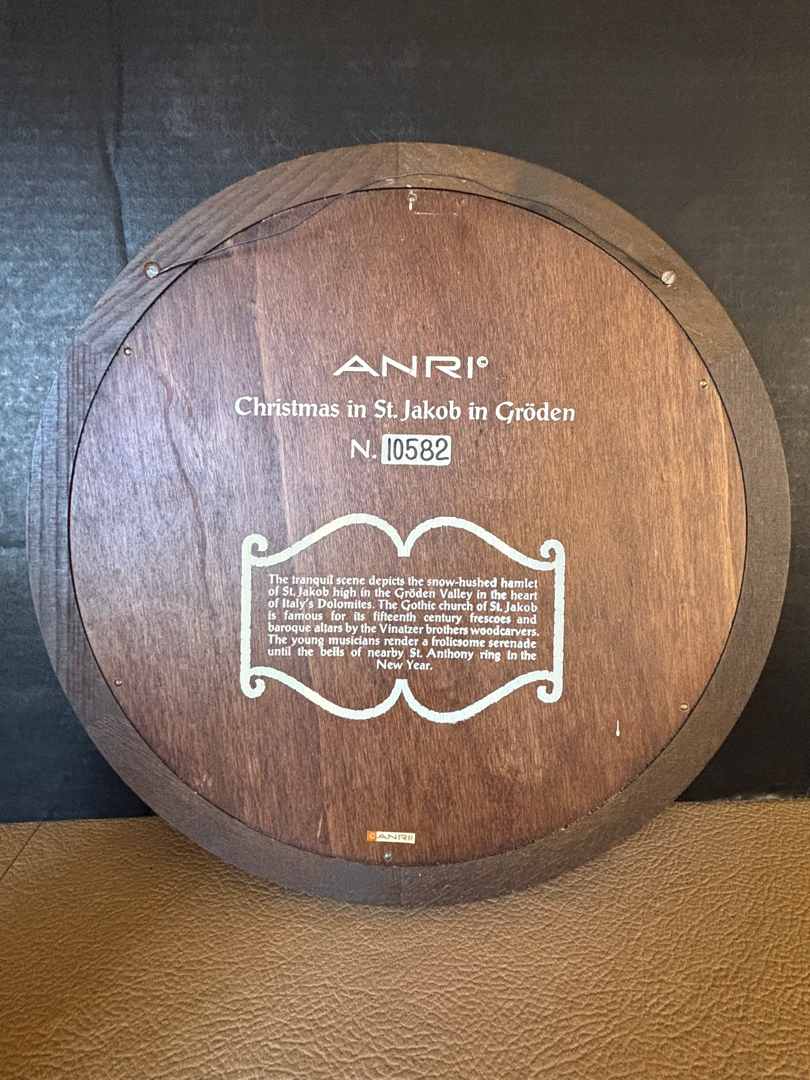 ANRI®
Christmas in St. Jakob in Gröden
N. 10582
The tranquil scene depicts the snow-hushed hamlet
of St. Jakob high in the Gröden Valley in the heart
of Italy's Dolomites. The Gothic church of St. Jakob
is famous for its fifteenth century frescoes and
baroque altars by the Vinatzer brothers woodcarvers.
The young musicians render a frolicsome serenade
until the bells of nearby St. Anthony ring in the
New Year.
ANRI